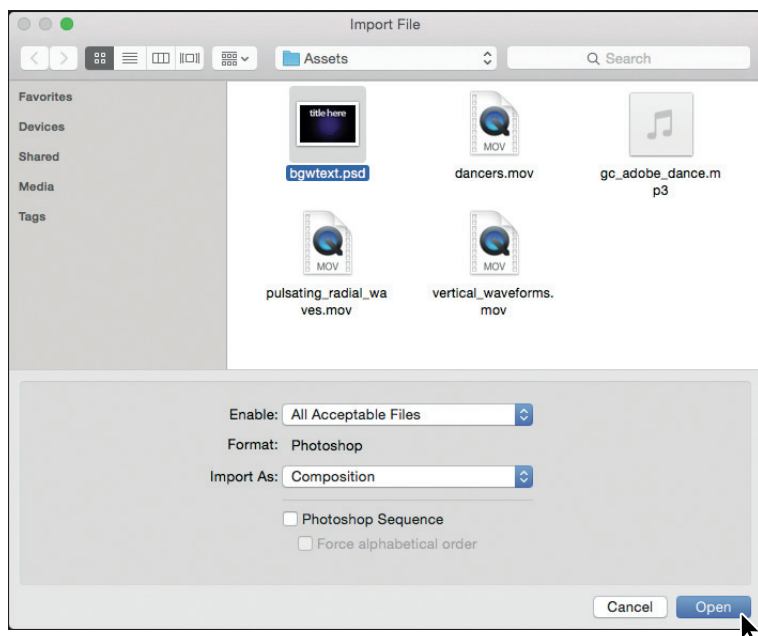 Import File
Assets
Search
Favorites
Devices
Shared
Media
Tags
title here
bgwtext.psd
MOV
dancers.mov
gc_adobe_dance.m
p3
MOV
pulsating_radial_wa
ves.mov
MOV
vertical_waveforms.
mov
Enable: All Acceptable Files
Format: Photoshop
Import As: Composition
Photoshop Sequence
Force alphabetical order
Cancel Open